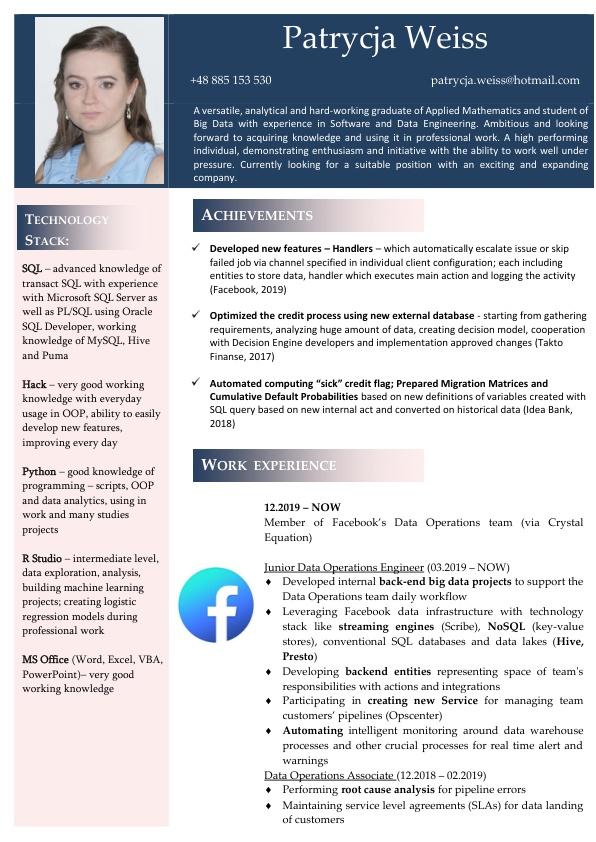 Patrycja Weiss
+48 885 153 530
patrycja.weiss@hotmail.com
A versatile, analytical and hard-working graduate of Applied Mathematics and student of
Big Data with experience in Software and Data Engineering. Ambitious and looking
forward to acquiring knowledge and using it in professional work. A high performing
individual, demonstrating enthusiasm and initiative with the ability to work well under
pressure. Currently looking for a suitable position with an exciting and expanding
company.
TECHNOLOGY
STACK:
SQL – advanced knowledge of
transact SQL with experience
with Microsoft SQL Server as
well as PL/SQL using Oracle
SQL Developer, working
knowledge of MySQL, Hive
and Puma
Hack – very good working
knowledge with everyday
usage in OOP, ability to easily
develop new features,
improving every day
Python – good knowledge of
programming – scripts, OOP
and data analytics, using in
work and many studies
projects
R Studio – intermediate level,
data exploration, analysis,
building machine learning
projects; creating logistic
regression models during
professional work
MS Office (Word, Excel, VBA,
PowerPoint)– very good
working knowledge
ACHIEVEMENTS
✓ Developed new features – Handlers – which automatically escalate issue or skip
failed job via channel specified in individual client configuration; each including
entities to store data, handler which executes main action and logging the activity
(Facebook, 2019)
✓ Optimized the credit process using new external database - starting from gathering
requirements, analyzing huge amount of data, creating decision model, cooperation
with Decision Engine developers and implementation approved changes (Takto
Finanse, 2017)
✓ Automated computing “sick” credit flag; Prepared Migration Matrices and
Cumulative Default Probabilities based on new definitions of variables created with
SQL query based on new internal act and converted on historical data (Idea Bank,
2018)
WORK EXPERIENCE
12.2019 – NOW
Member of Facebook’s Data Operations team (via Crystal
Equation)
Junior Data Operations Engineer (03.2019 – NOW)
♦ Developed internal back-end big data projects to support the
Data Operations team daily workflow
♦ Leveraging Facebook data infrastructure with technology
stack like streaming engines (Scribe), NoSQL (key-value
stores), conventional SQL databases and data lakes (Hive,
Presto)
♦ Developing backend entities representing space of team's
responsibilities with actions and integrations
♦ Participating in creating new Service for managing team
customers’ pipelines (Opscenter)
♦ Automating intelligent monitoring around data warehouse
processes and other crucial processes for real time alert and
warnings
Data Operations Associate (12.2018 – 02.2019)
♦ Performing root cause analysis for pipeline errors
♦ Maintaining service level agreements (SLAs) for data landing
of customers